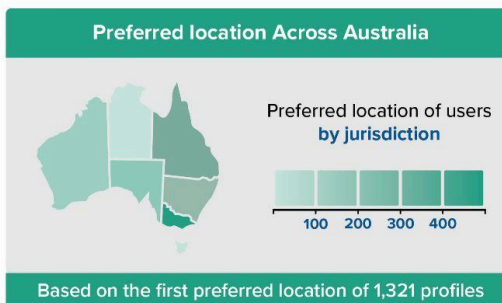 Preferred location Across Australia
Preferred location of users
by jurisdiction
100 200 300 400
Based on the first preferred location of 1,321 profiles